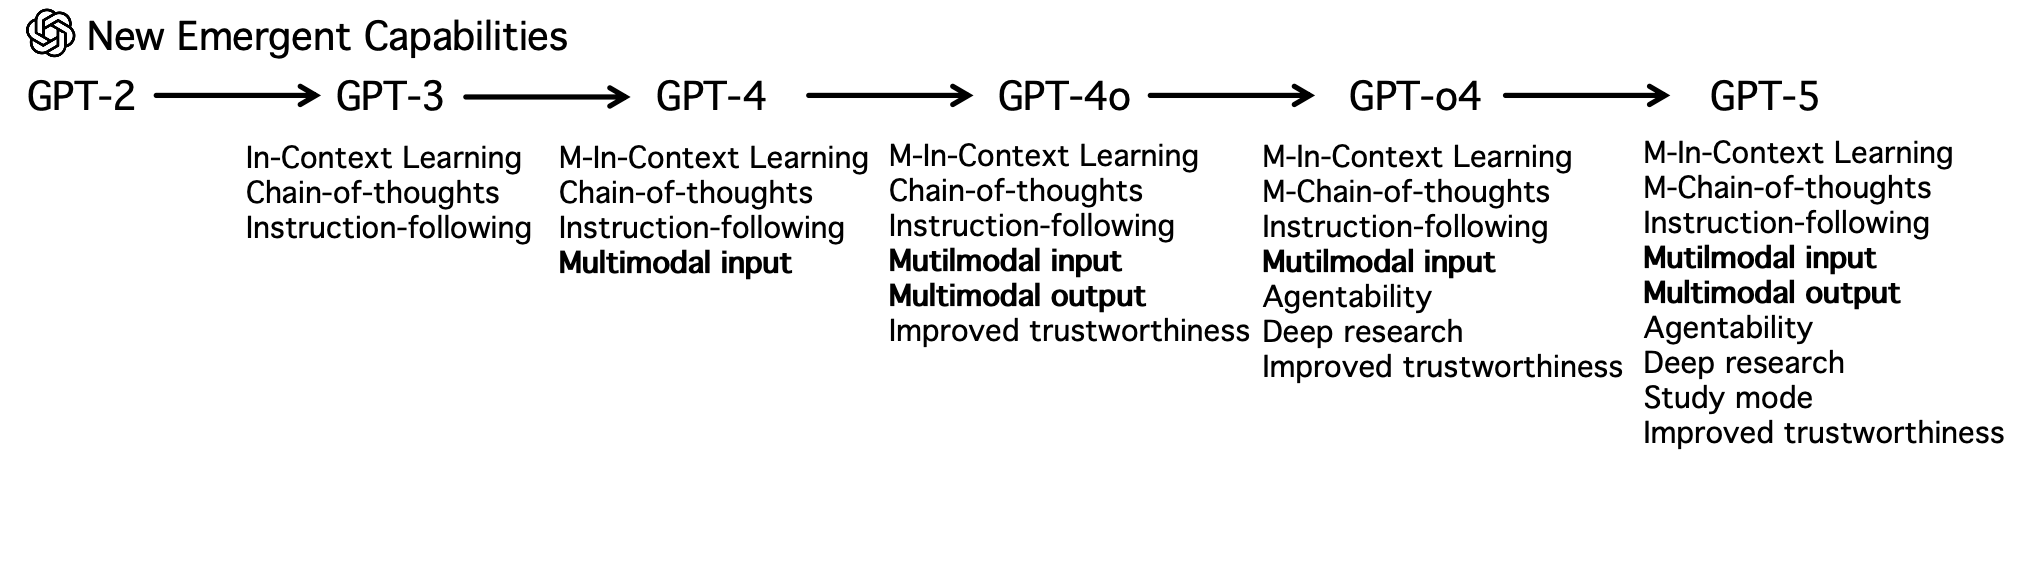 New Emergent Capabilities
GPT-2 GPT-3 GPT-4 GPT-4o GPT-o4 GPT-5
In-Context Learning
Chain-of-thoughts
Instruction-following
M-In-Context Learning
Chain-of-thoughts
Instruction-following
Multimodal input
M-In-Context Learning
Chain-of-thoughts
Instruction-following
Mutilmodal input
Multimodal output
Improved trustworthiness
M-In-Context Learning
M-Chain-of-thoughts
Instruction-following
Mutilmodal input
Agentability
Deep research
Improved trustworthiness
M-In-Context Learning
M-Chain-of-thoughts
Instruction-following
Mutilmodal input
Multimodal output
Agentability
Deep research
Study mode
Improved trustworthiness